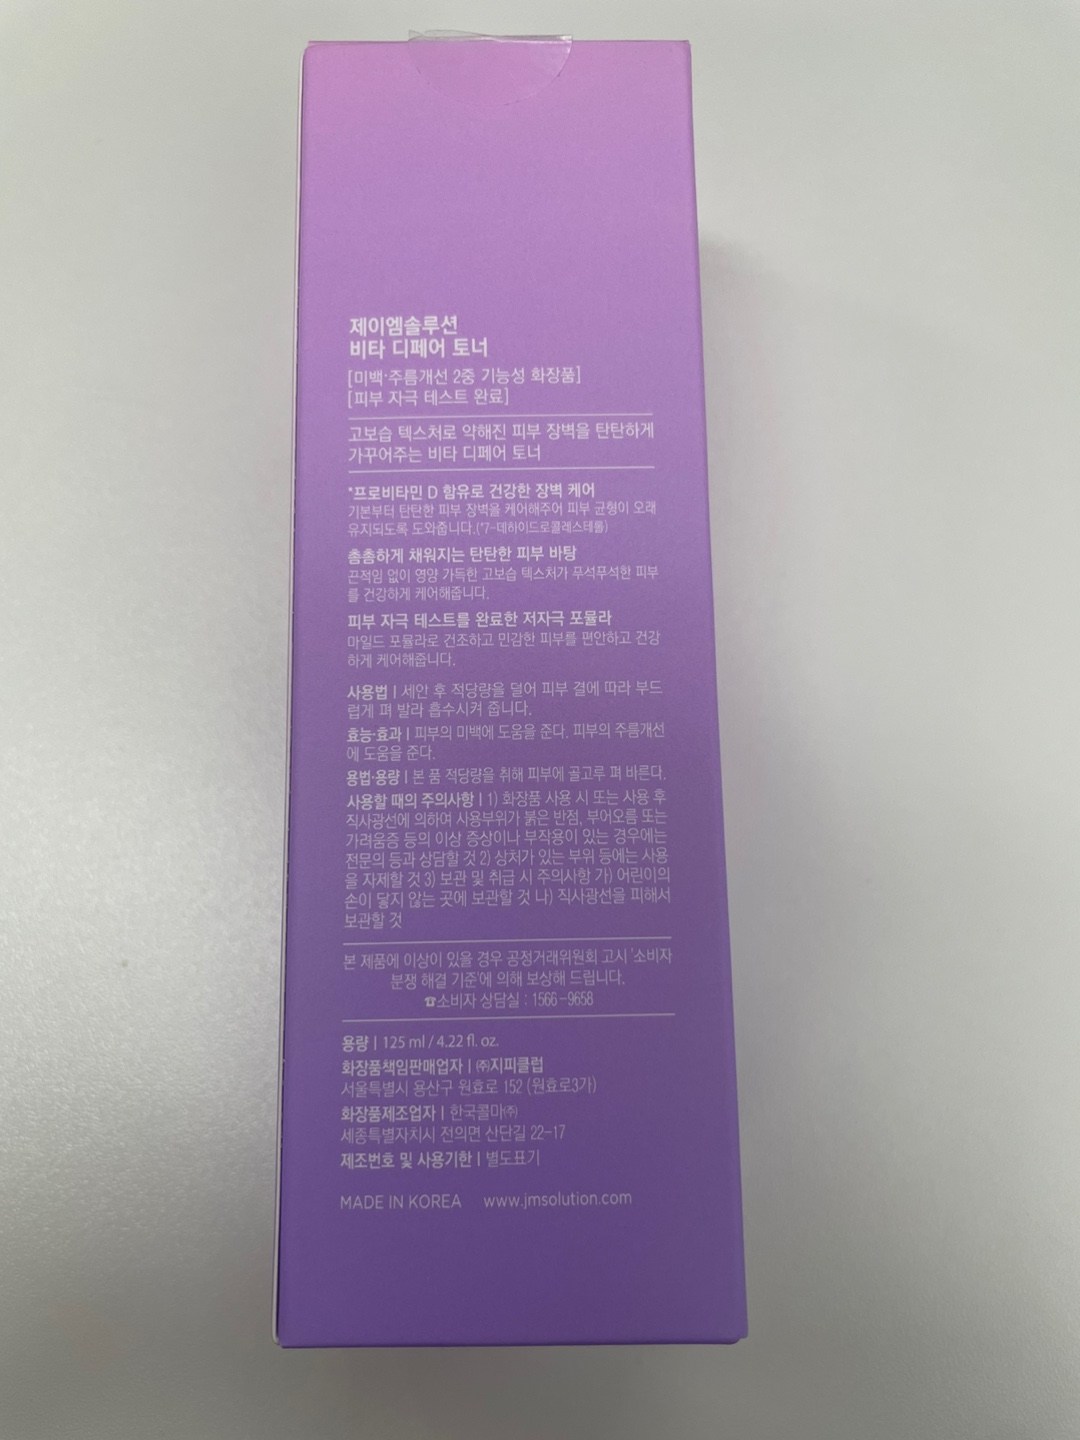 제이엠솔루션
비타 디페어 토너
[미백·주름개선 2중 기능성 화장품]
[피부 자극 테스트 완료]
고보습 텍스처로 약해진 피부 장벽을 탄탄하게
가꾸어주는 비타 디페어 토너
*프로비타민 D 함유로 건강한 장벽 케어
기본부터 탄탄한 피부 장벽을 케어해주어 피부 균형이 오래
유지되도록 도와줍니다.(*7-데하이드로콜레스테롤)
촘촘하게 채워지는 탄탄한 피부 바탕
끈적임 없이 영양 가득한 고보습 텍스처가 푸석푸석한 피부
를 건강하게 케어해줍니다.
피부 자극 테스트를 완료한 저자극 포뮬라
마일드 포뮬라로 건조하고 민감한 피부를 편안하고 건강
하게 케어해줍니다.
사용법 | 세안 후 적당량을 덜어 피부 결에 따라 부드
럽게 펴 발라 흡수시켜 줍니다.
효능·효과 | 피부의 미백에 도움을 준다. 피부의 주름개선
에 도움을 준다.
용법·용량 | 본 품 적당량을 취해 피부에 골고루 펴 바른다.
사용할 때의 주의사항 | 1) 화장품 사용 시 또는 사용 후
직사광선에 의하여 사용부위가 붉은 반점, 부어오름 또는
가려움증 등의 이상 증상이나 부작용이 있는 경우에는
전문의 등과 상담할 것 2) 상처가 있는 부위 등에는 사용
을 자제할 것 3) 보관 및 취급 시 주의사항 가) 어린이의
손이 닿지 않는 곳에 보관할 것 나) 직사광선을 피해서
보관할 것
본 제품에 이상이 있을 경우 공정거래위원회 고시 '소비자
분쟁 해결 기준'에 의해 보상해 드립니다.
☎소비자 상담실 : 1566-9658
용량 | 125 ml / 4.22 fl. oz.
화장품책임판매업자 | ㈜지피클럽
서울특별시 용산구 원효로 152 (원효로3가)
화장품제조업자 | 한국콜마㈜
세종특별자치시 전의면 산단길 22-17
제조번호 및 사용기한 | 별도표기
MADE IN KOREA www.jmsolution.com